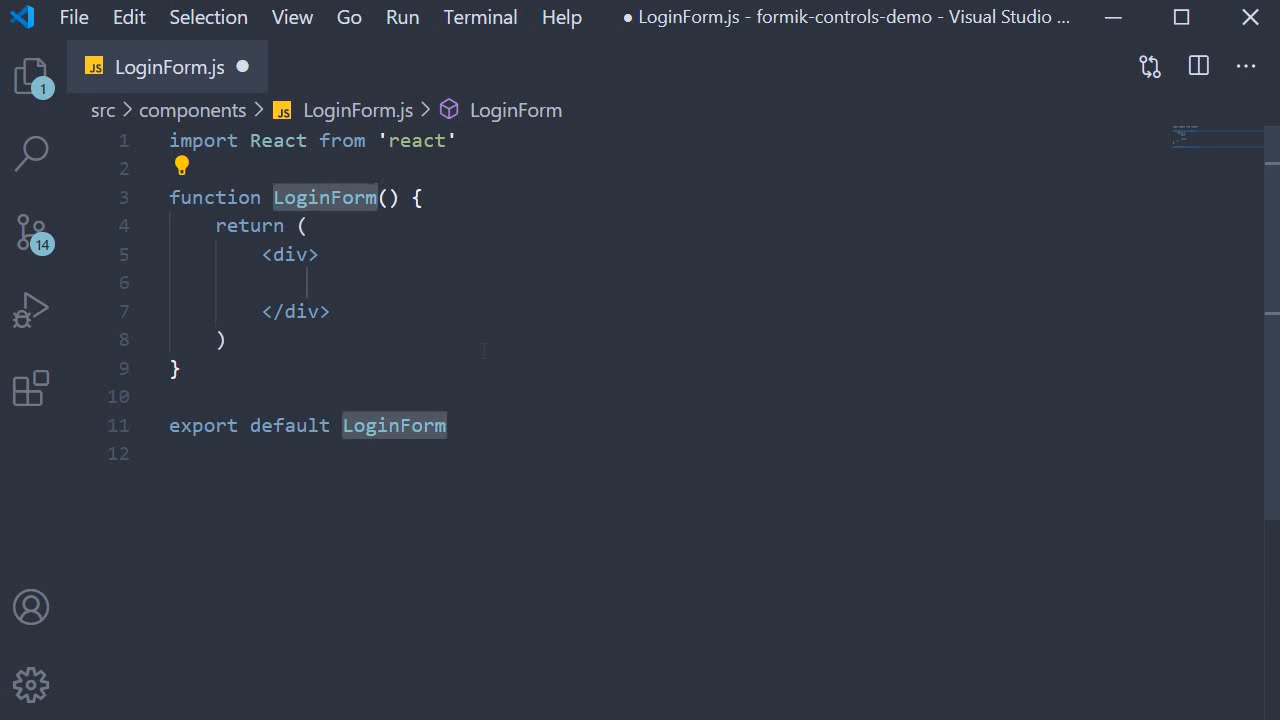 File Edit Selection View Go Run Terminal Help ● LoginForm.js - formik-controls-demo - Visual Studio ...
JS LoginForm.js ●
src > components > JS LoginForm.js > LoginForm
1 import React from 'react'
2
3 function LoginForm() {
4 return (
5 <div>
6
7 </div>
8 )
9 }
10
11 export default LoginForm
12
1
14